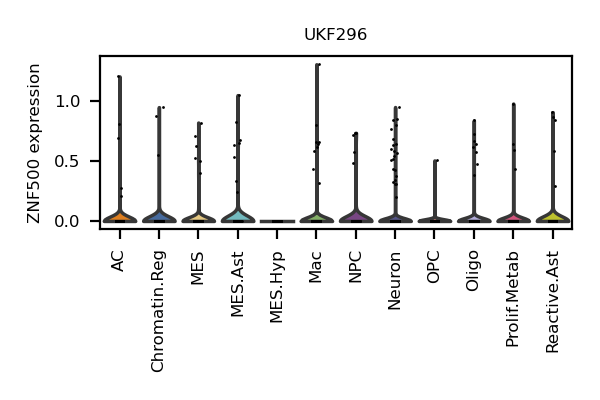 UKF296
ZNF500 expression
1.0
0.5
0.0
AC
Chromatin.Reg
MES
MES.Ast
MES.Hyp
Mac
NPC
Neuron
OPC
Oligo
Prolif.Metab
Reactive.Ast